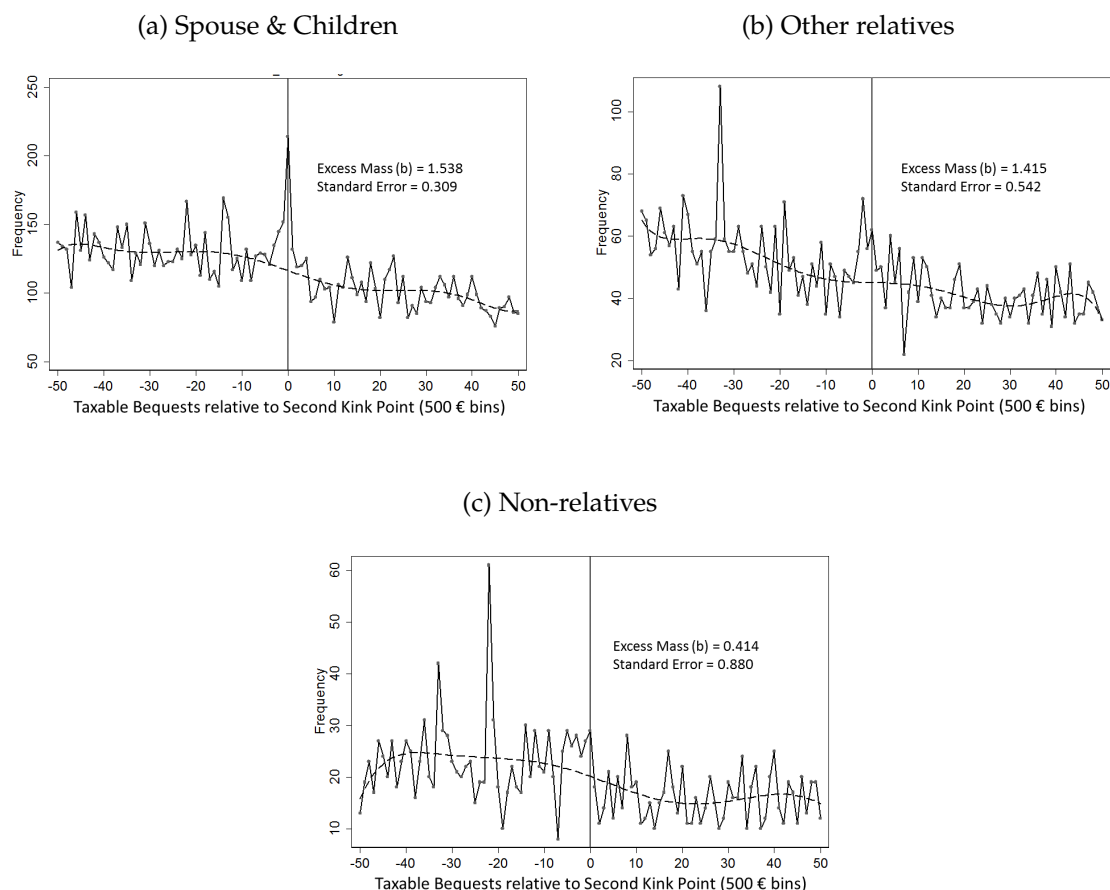 (a) Spouse & Children
250
200
150
100
50
Frequency
Excess Mass (b) = 1.538
Standard Error = 0.309
-50 -40 -30 -20 -10 0 10 20 30 40 50
Taxable Bequests relative to Second Kink Point (500 € bins)
(b) Other relatives
100
80
60
40
20
Frequency
Excess Mass (b) = 1.415
Standard Error = 0.542
-50 -40 -30 -20 -10 0 10 20 30 40 50
Taxable Bequests relative to Second Kink Point (500 € bins)
(c) Non-relatives
60
50
40
30
20
10
Frequency
Excess Mass (b) = 0.414
Standard Error = 0.880
-50 -40 -30 -20 -10 0 10 20 30 40 50
Taxable Bequests relative to Second Kink Point (500 € bins)